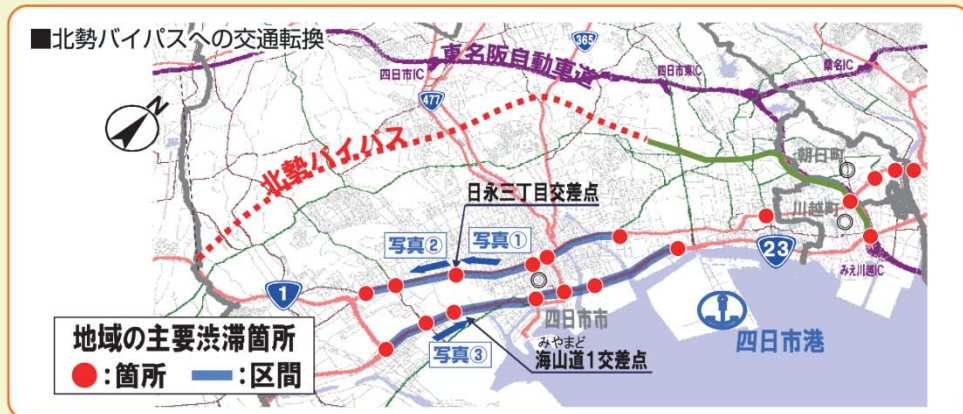 ■北勢バイパスへの交通転換
365
東名阪自動車道
四日市IC
四日市東IC
桑名IC
477
N
北勢バイパス
朝日町
日永三丁目交差点
川越町
写真②
写真①
23
みえ川越IC
1
四日市市
四日市港
地域の主要渋滞箇所
●:箇所 ━:区間
写真③
みやまど
海山道1交差点